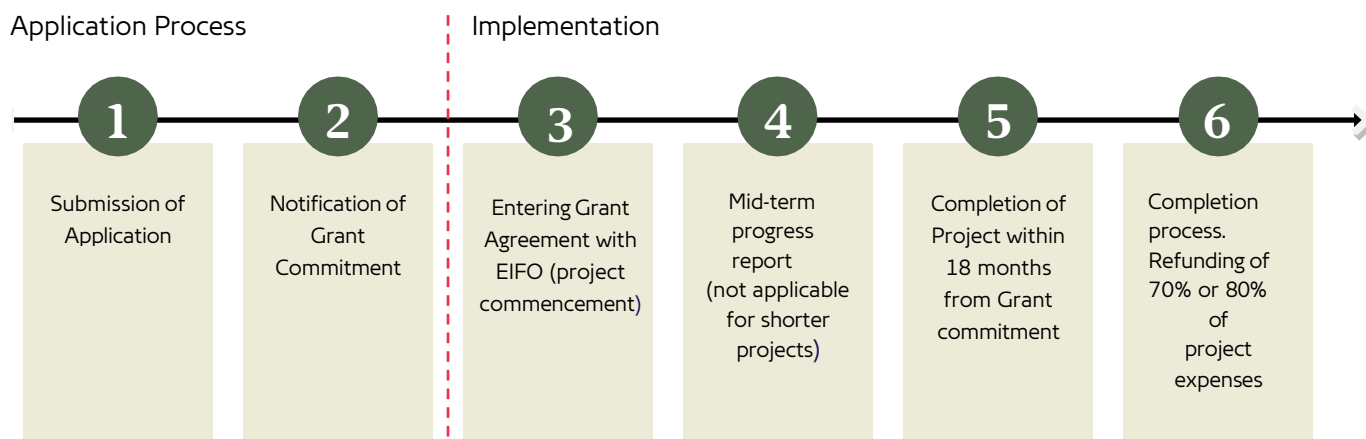 Application Process
Implementation
1
2
3
4
5
6
Submission of
Application
Notification of
Grant
Commitment
Entering Grant
Agreement with
EIFO (project
commencement)
Mid-term
progress
report
(not applicable
for shorter
projects)
Completion of
Project within
18 months
from Grant
commitment
Completion
process.
Refunding of
70% or 80%
of
project
expenses